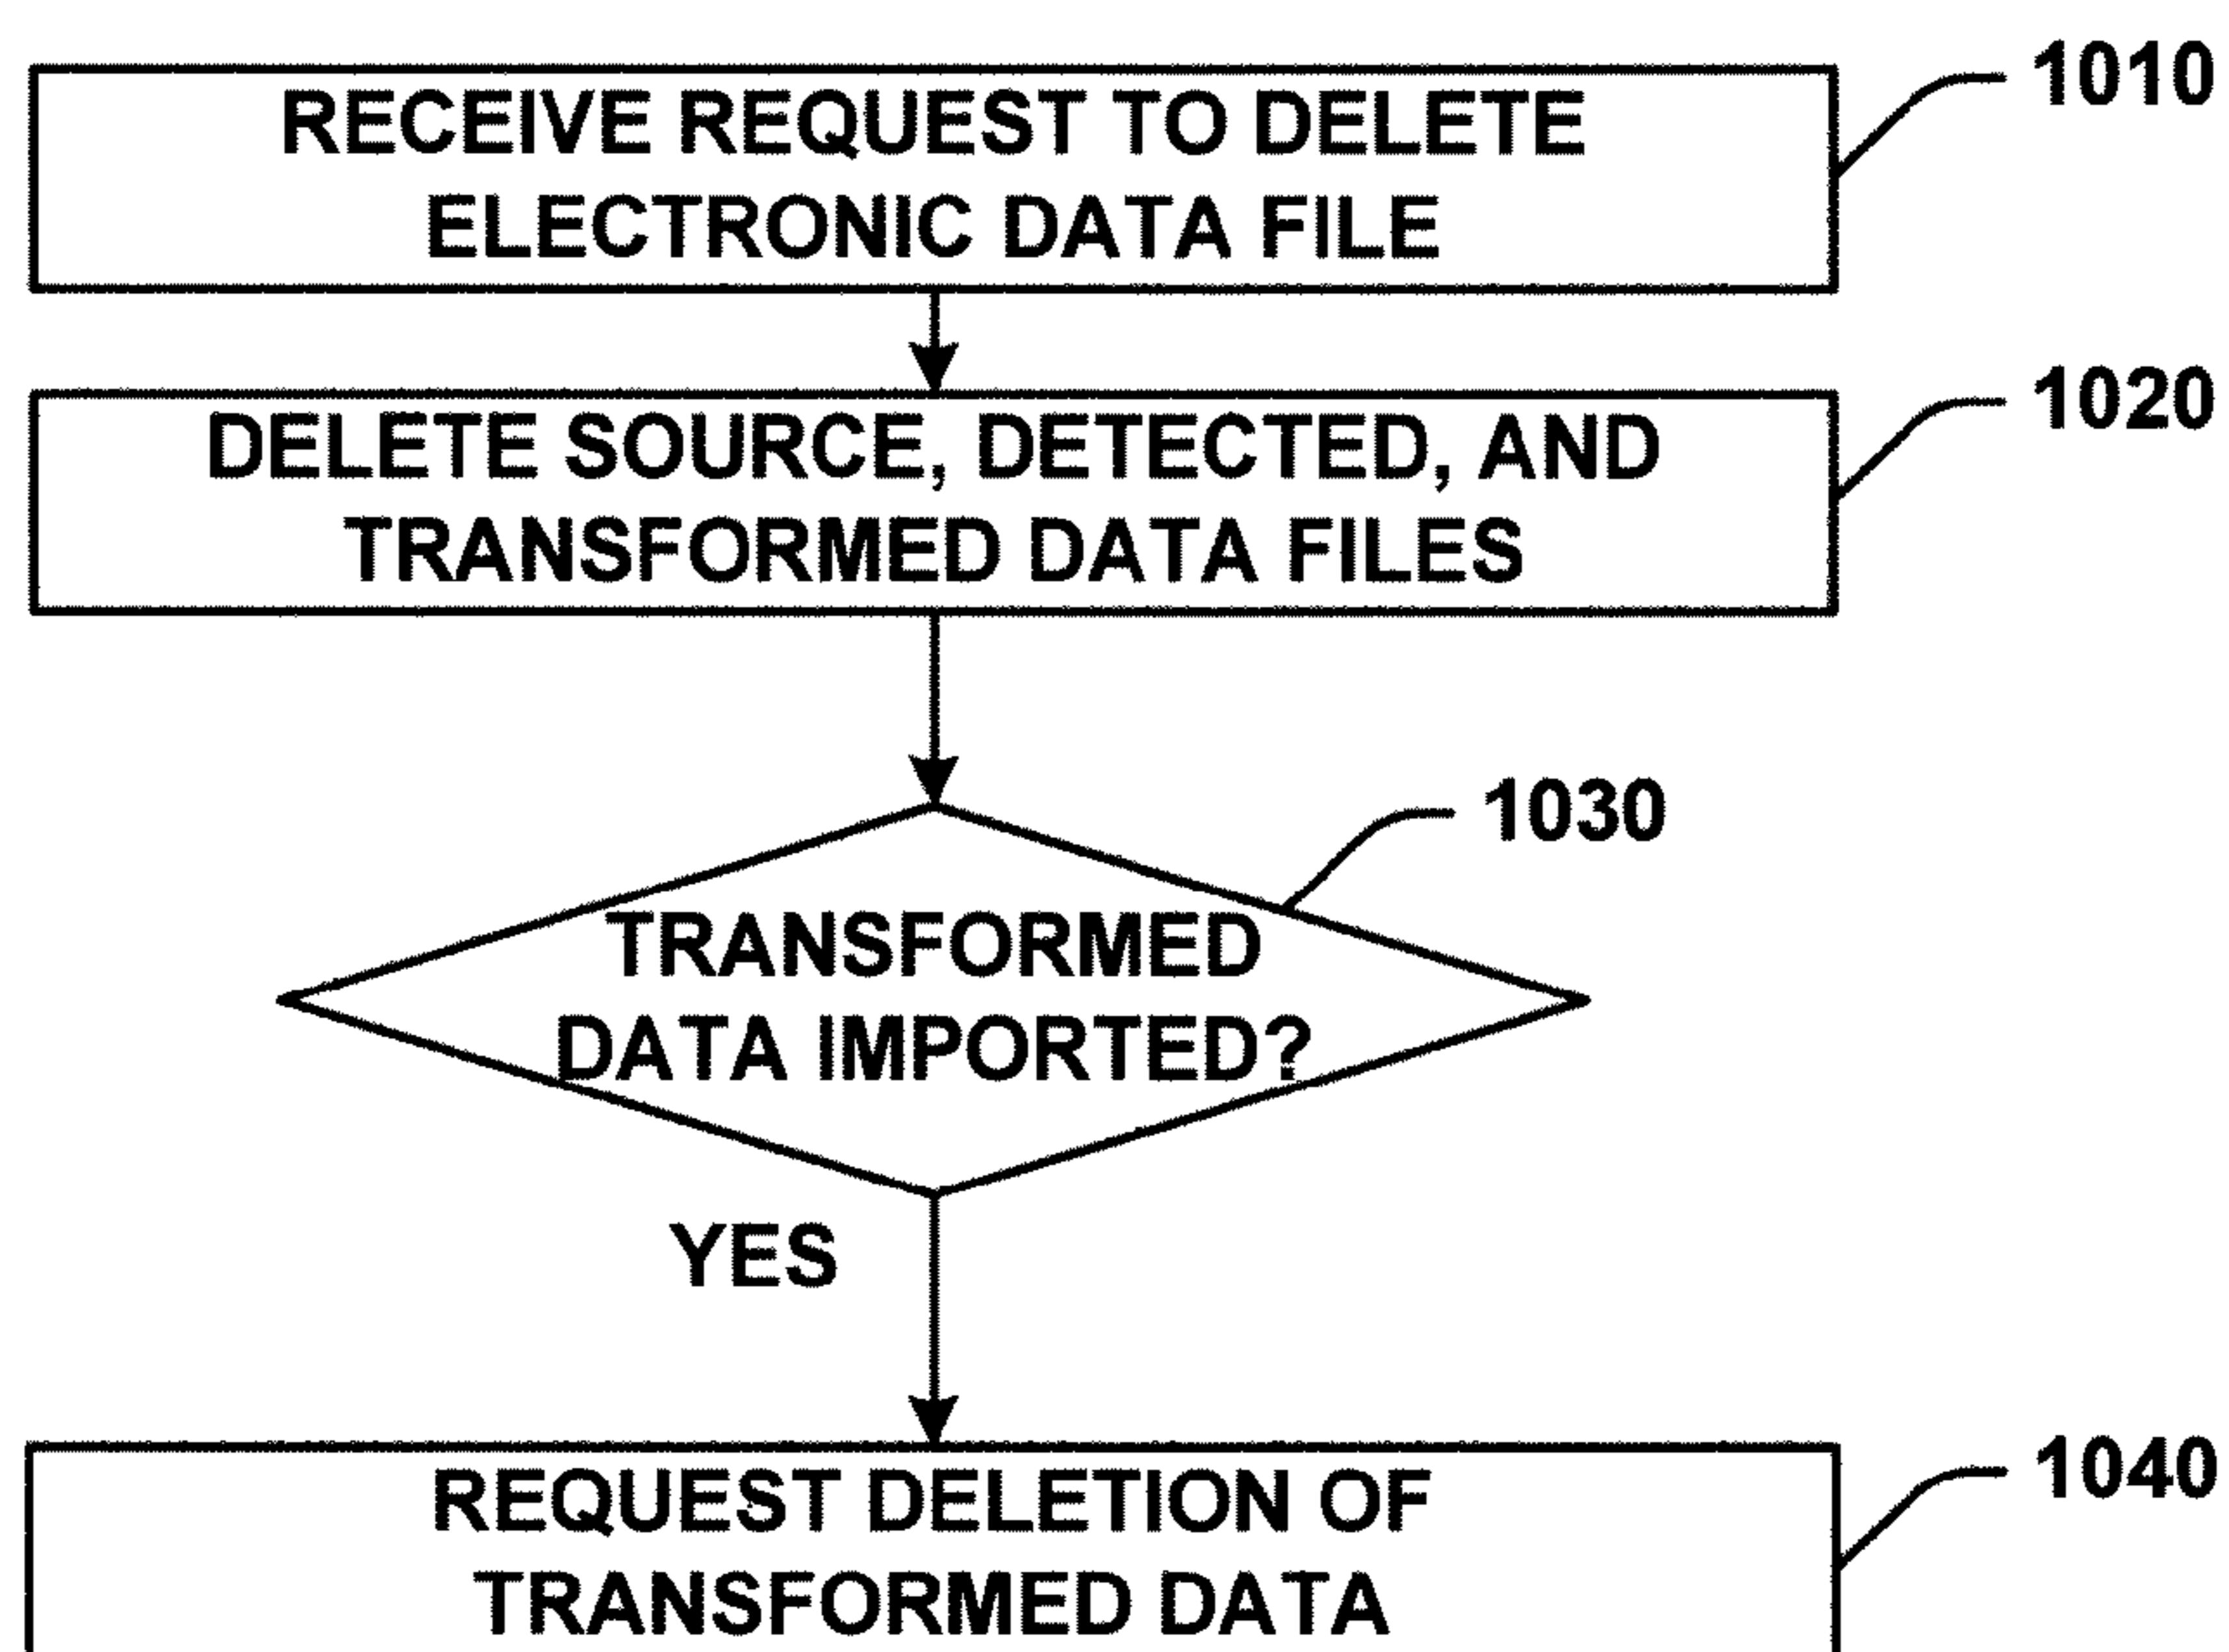 1010
RECEIVE REQUEST TO DELETE
ELECTRONIC DATA FILE
1020
DELETE SOURCE, DETECTED, AND
TRANSFORMED DATA FILES
1030
TRANSFORMED
DATA IMPORTED?
YES
1040
REQUEST DELETION OF
TRANSFORMED DATA